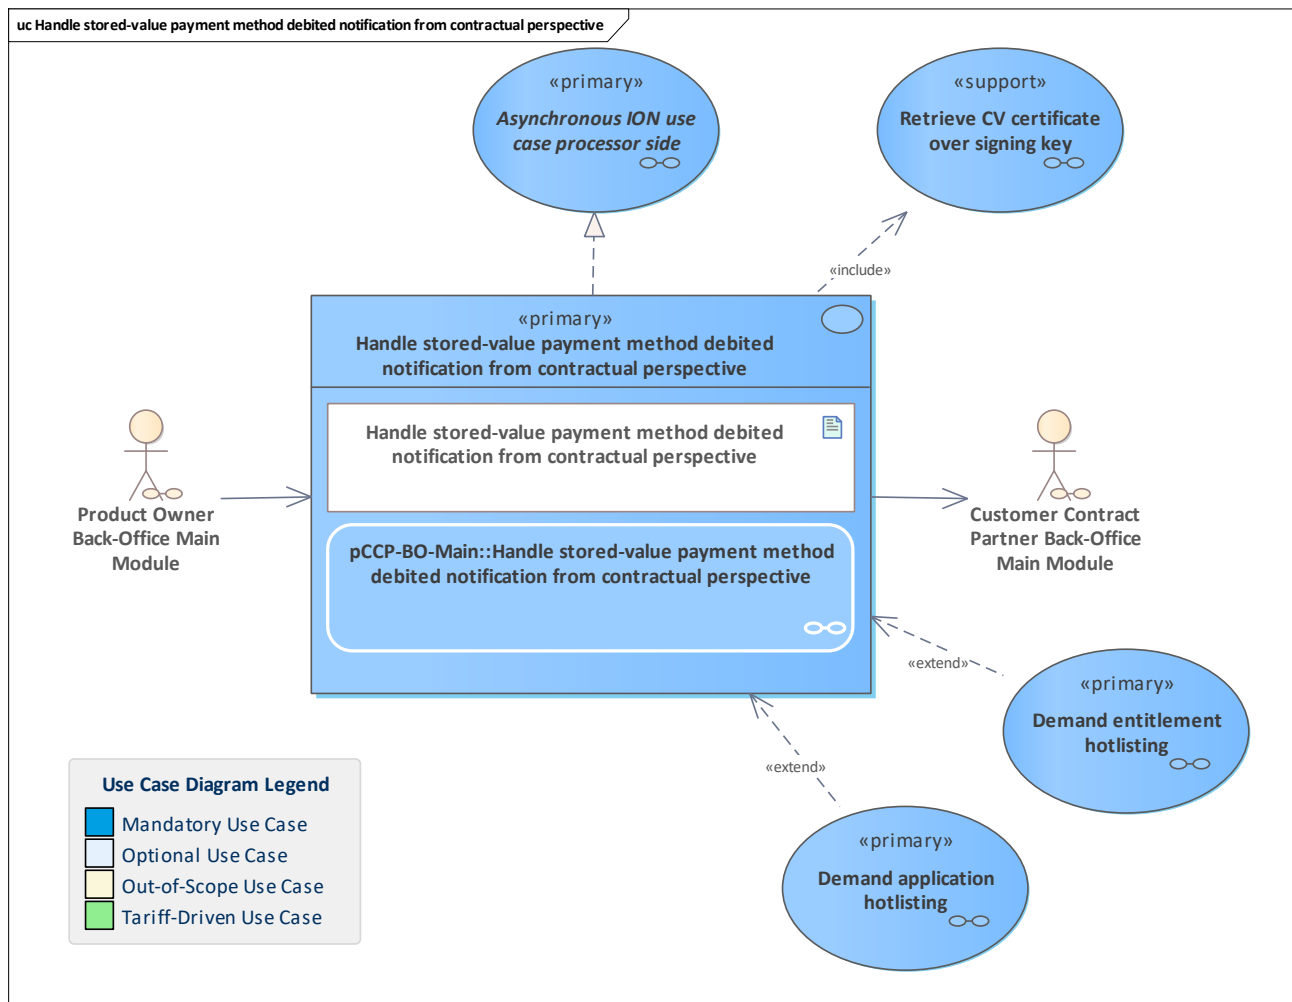 uc Handle stored-value payment method debited notification from contractual perspective
«primary»
Asynchronous ION use
case processor side
«support»
Retrieve CV certificate
over signing key
«include»
«primary»
Handle stored-value payment method debited
notification from contractual perspective
Handle stored-value payment method debited
notification from contractual perspective
pCCP-BO-Main::Handle stored-value payment method
debited notification from contractual perspective
Product Owner
Back-Office Main
Module
Customer Contract
Partner Back-Office
Main Module
«extend»
«primary»
Demand entitlement
hotlisting
«extend»
«primary»
Demand application
hotlisting
Use Case Diagram Legend
Mandatory Use Case
Optional Use Case
Out-of-Scope Use Case
Tariff-Driven Use Case